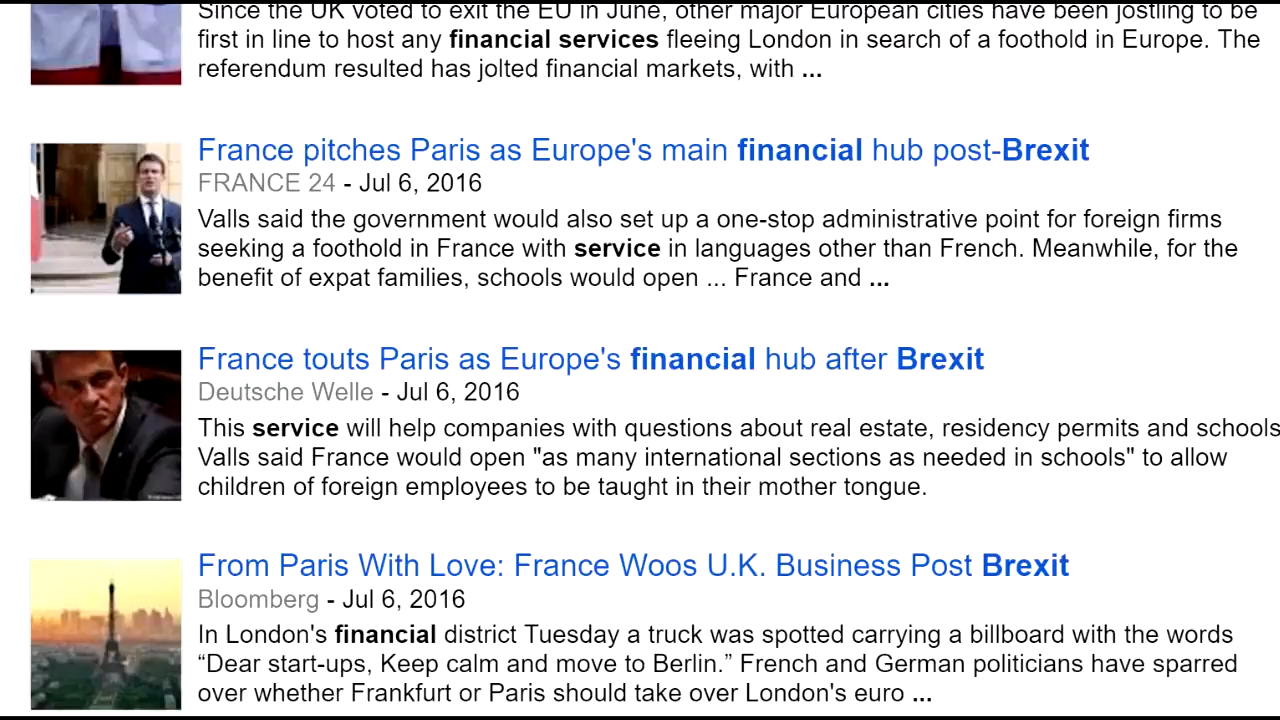 Since the UK voted to exit the EU in June, other major European cities have been jostling to be
first in line to host any financial services fleeing London in search of a foothold in Europe. The
referendum resulted has jolted financial markets, with ...
France pitches Paris as Europe's main financial hub post-Brexit
FRANCE 24 - Jul 6, 2016
Valls said the government would also set up a one-stop administrative point for foreign firms
seeking a foothold in France with service in languages other than French. Meanwhile, for the
benefit of expat families, schools would open ... France and ...
France touts Paris as Europe's financial hub after Brexit
Deutsche Welle - Jul 6, 2016
This service will help companies with questions about real estate, residency permits and schools
Valls said France would open "as many international sections as needed in schools" to allow
children of foreign employees to be taught in their mother tongue.
From Paris With Love: France Woos U.K. Business Post Brexit
Bloomberg - Jul 6, 2016
In London's financial district Tuesday a truck was spotted carrying a billboard with the words
“Dear start-ups, Keep calm and move to Berlin.” French and German politicians have sparred
over whether Frankfurt or Paris should take over London's euro ...